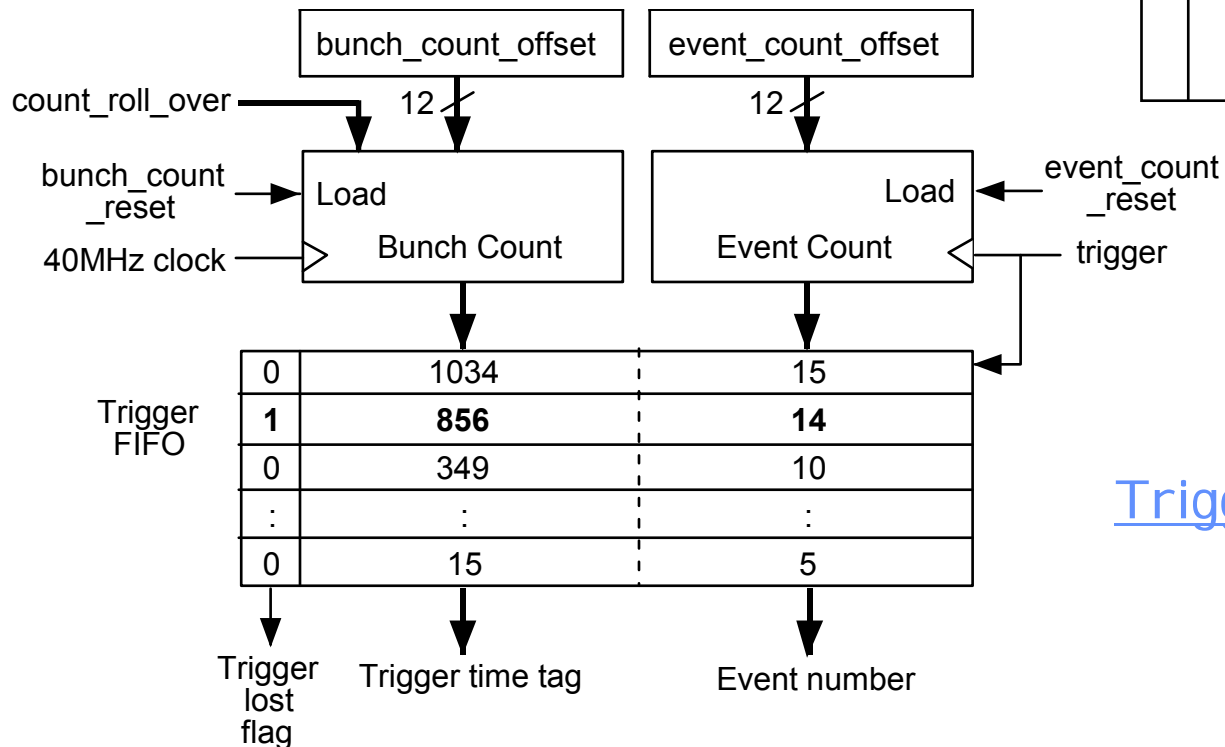 bunch_count_offset
event_count_offset
count_roll_over
12
12
bunch_count
_reset
Load
Load
event_count
_reset
40MHz clock
Bunch Count
Event Count
trigger
0 1034 15
Trigger
FIFO
1 856 14
0 349 10
: : :
0 15 5
Trigger
lost
flag
Trigger time tag
Event number